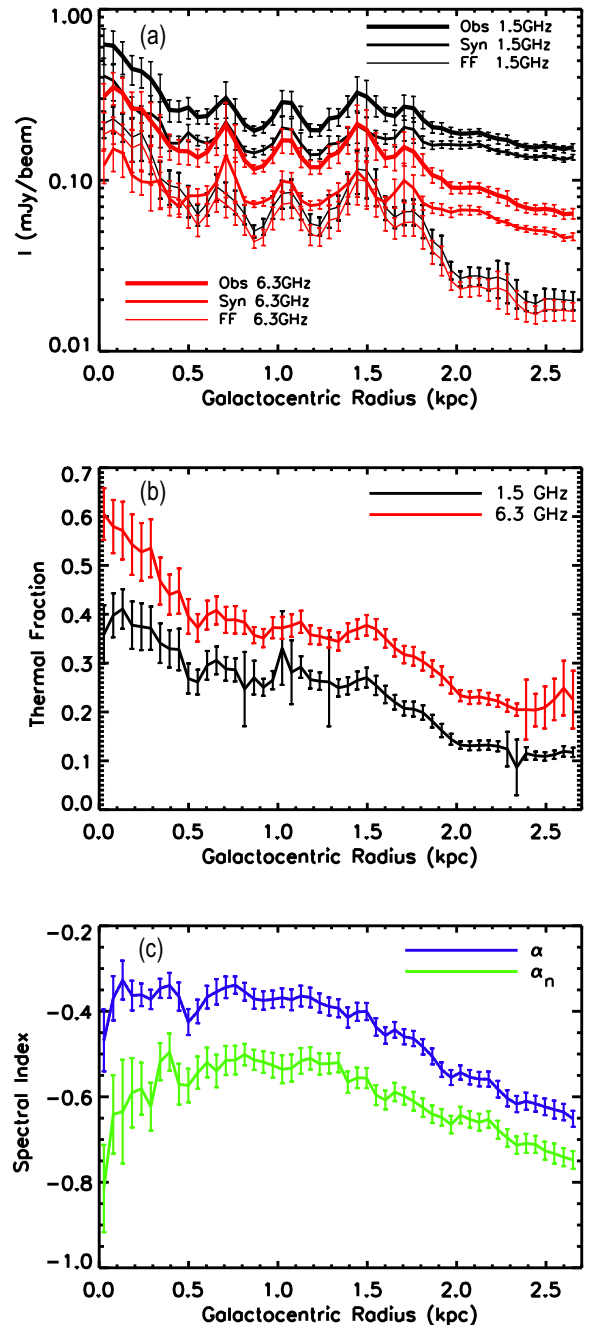 (a)
Obs 1.5GHz
Syn 1.5GHz
FF 1.5GHz
Obs 6.3GHz
Syn 6.3GHz
FF 6.3GHz
I (mJy/beam)
1.00
0.10
0.01
0.0 0.5 1.0 1.5 2.0 2.5
Galactocentric Radius (kpc)
(b)
1.5 GHz
6.3 GHz
Thermal Fraction
0.7
0.6
0.5
0.4
0.3
0.2
0.1
0.0
0.0 0.5 1.0 1.5 2.0 2.5
Galactocentric Radius (kpc)
(c)
α
αn
Spectral Index
−0.2
−0.4
−0.6
−0.8
−1.0
0.0 0.5 1.0 1.5 2.0 2.5
Galactocentric Radius (kpc)